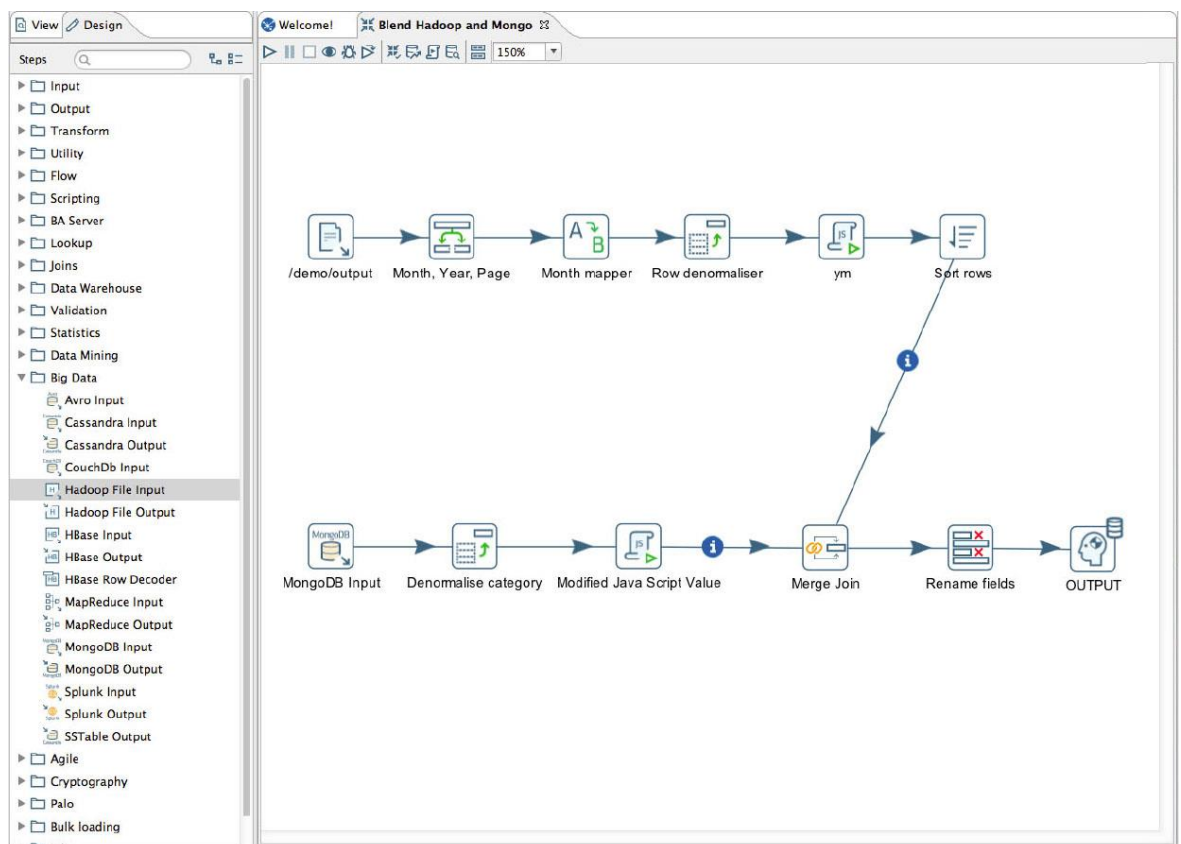 View Design
Welcome! Blend Hadoop and Mongo
Steps
150%
Input
Output
Transform
Utility
Flow
Scripting
BA Server
Lookup
Joins
Data Warehouse
Validation
Statistics
Data Mining
Big Data
Avro Input
Cassandra Input
Cassandra Output
CouchDb Input
Hadoop File Input
Hadoop File Output
HBase Input
HBase Output
HBase Row Decoder
MapReduce Input
MapReduce Output
MongoDB Input
MongoDB Output
Splunk Input
Splunk Output
SSTable Output
Agile
Cryptography
Palo
Bulk loading
A B
JS
/demo/output Month, Year, Page Month mapper Row denormaliser ym Sort rows
MongoDB
JS
MongoDB Input Denormalise category Modified Java Script Value Merge Join Rename fields OUTPUT